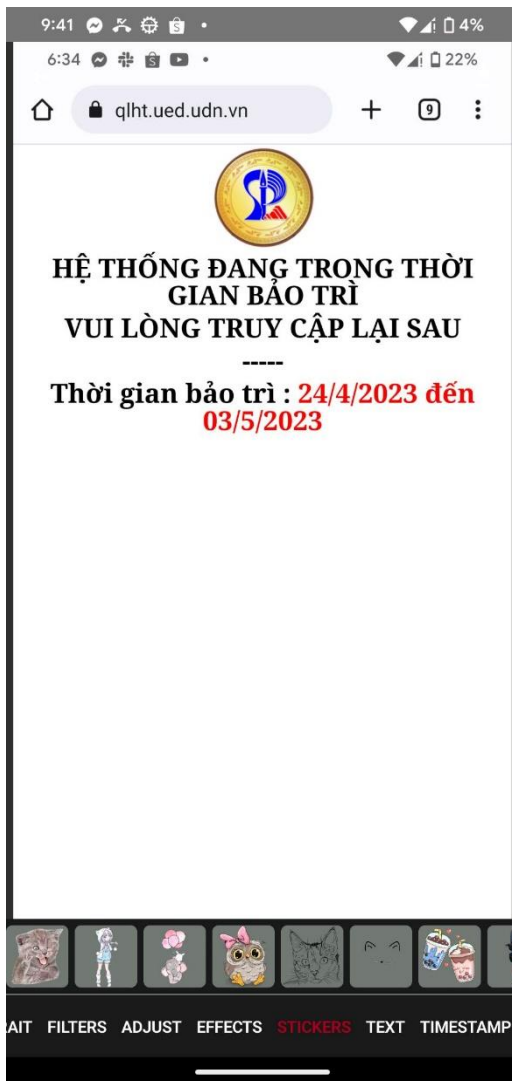 9:41 4%
6:34 22%
qlht.ued.udn.vn 9
HỆ THỐNG ĐANG TRONG THỜI
GIAN BẢO TRÌ
VUI LÒNG TRUY CẬP LẠI SAU
-----
Thời gian bảo trì : 24/4/2023 đến
03/5/2023
AIT FILTERS ADJUST EFFECTS STICKERS TEXT TIMESTAMP